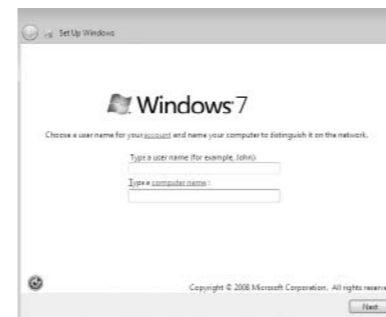 Set Up Windows
Windows 7
Choose a user name for your account and name your computer to distinguish it on the network.
Type a user name (for example, John):
Type a computer name:
Copyright © 2008 Microsoft Corporation. All rights reserve
Next